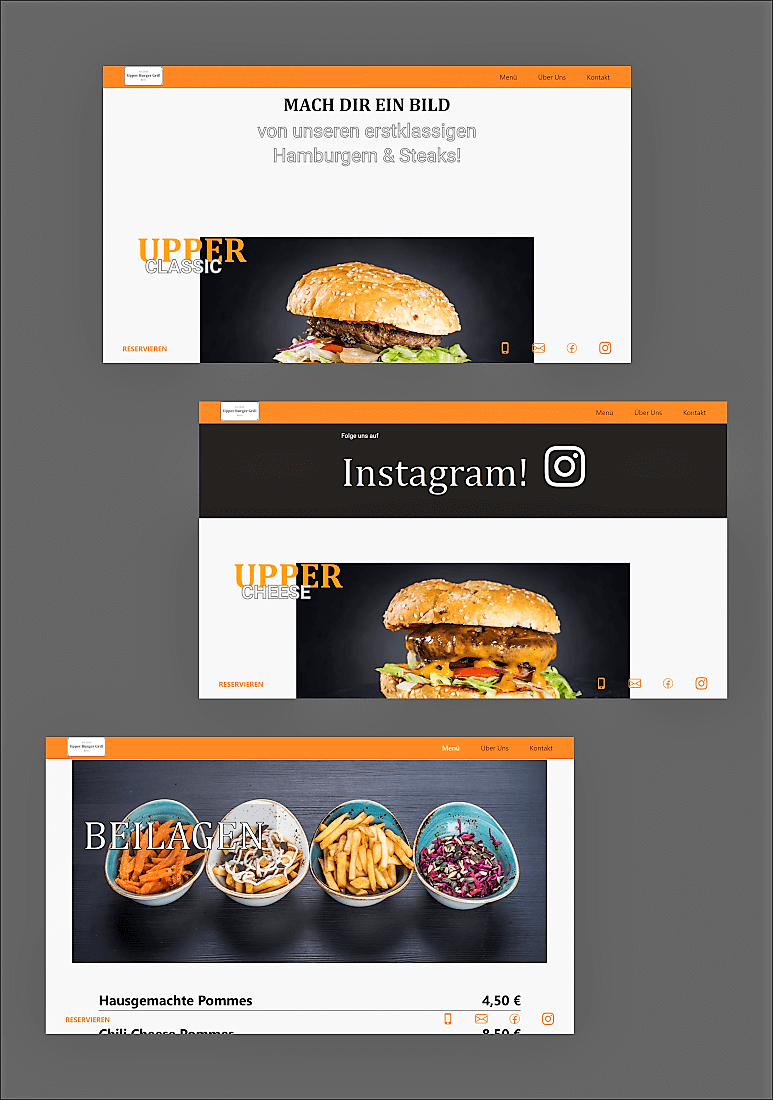 Upper Burger Grill
Menü Über Uns Kontakt
MACH DIR EIN BILD
von unseren erstklassigen
Hamburgern & Steaks!
UPPER
CLASSIC
RESERVIEREN
Upper Burger Grill
Menü Über Uns Kontakt
Folge uns auf
Instagram!
UPPER
CHEESE
RESERVIEREN
Upper Burger Grill
Menü Über Uns Kontakt
BEILAGEN
Hausgemachte Pommes 4,50 €
RESERVIEREN
Chili Cheese Pommes 8,50 €